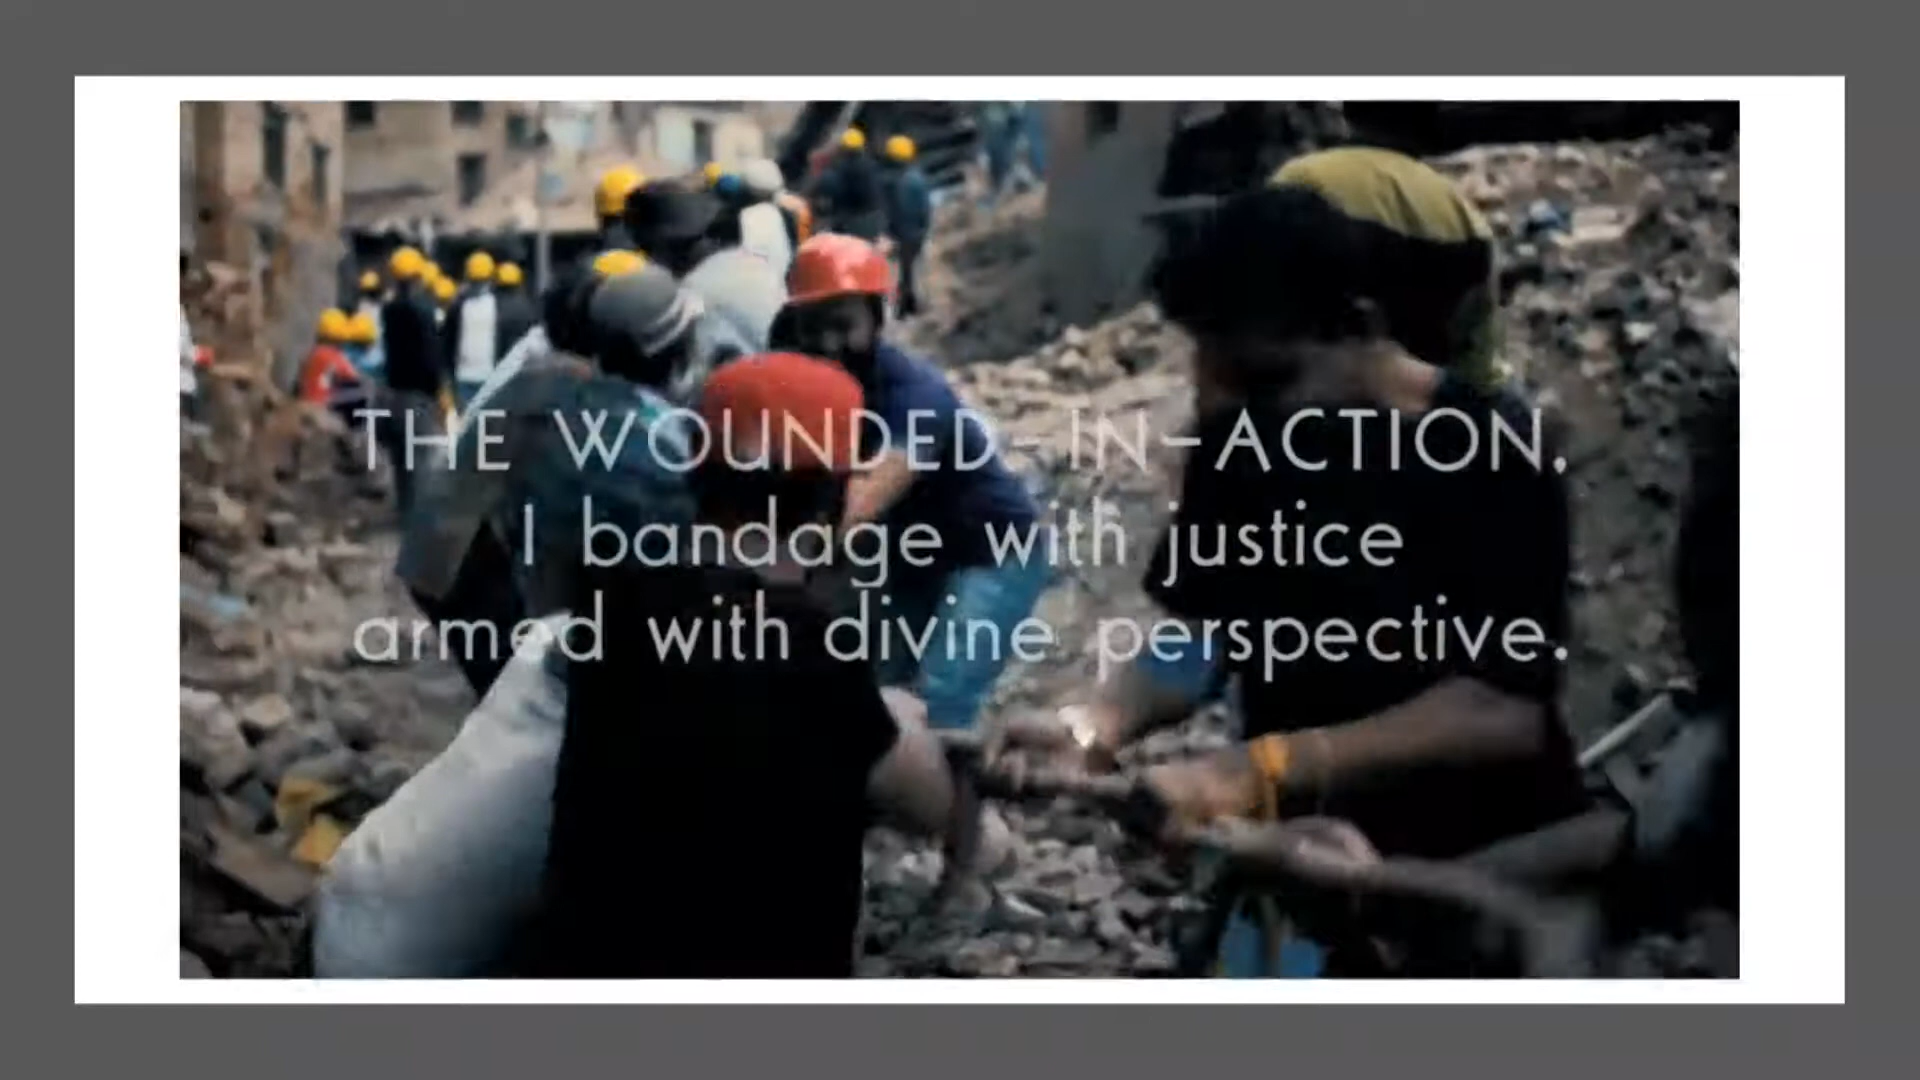 THE WOUNDED-IN-ACTION,
I bandage with justice
armed with divine perspective.